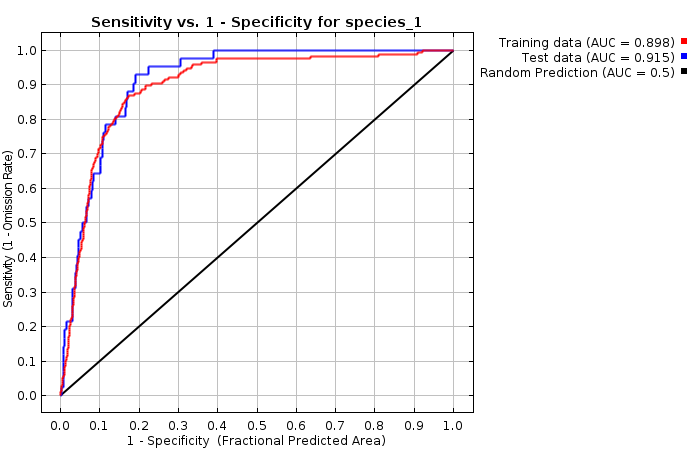 Sensitivity vs. 1 - Specificity for species_1
Training data (AUC = 0.898)
Test data (AUC = 0.915)
Random Prediction (AUC = 0.5)
Sensitivity (1 - Omission Rate)
1.0
0.9
0.8
0.7
0.6
0.5
0.4
0.3
0.2
0.1
0.0
0.0 0.1 0.2 0.3 0.4 0.5 0.6 0.7 0.8 0.9 1.0
1 - Specificity (Fractional Predicted Area)